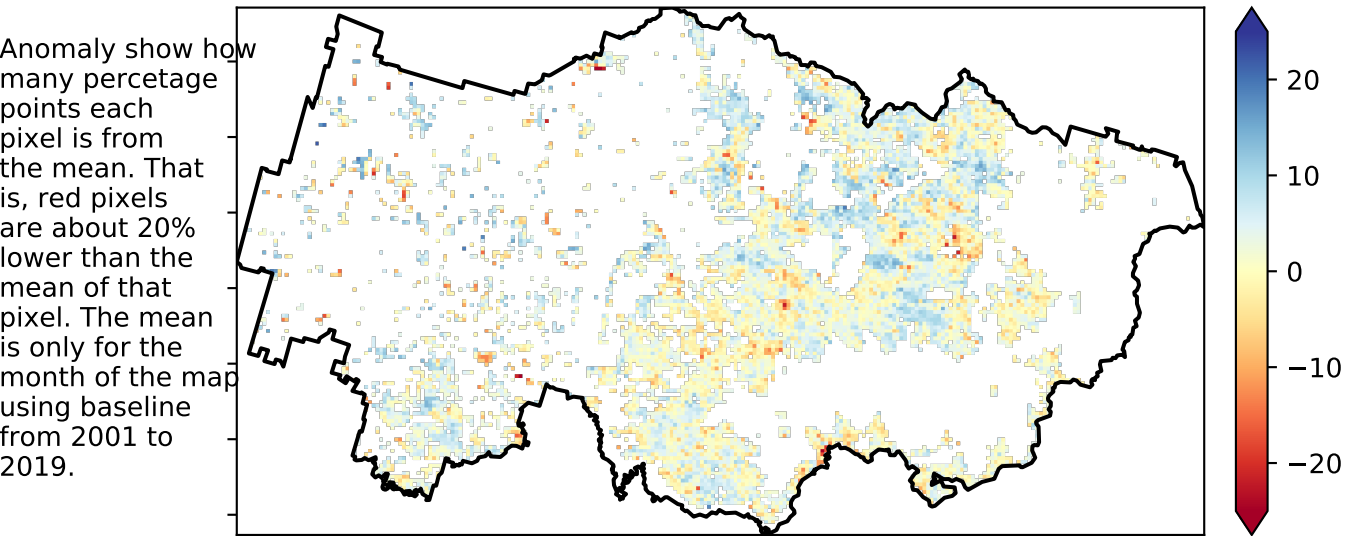 Anomaly show how
many percetage
points each
pixel is from
the mean. That
is, red pixels
are about 20%
lower than the
mean of that
pixel. The mean
is only for the
month of the map
using baseline
from 2001 to
2019.
20
10
0
−10
−20